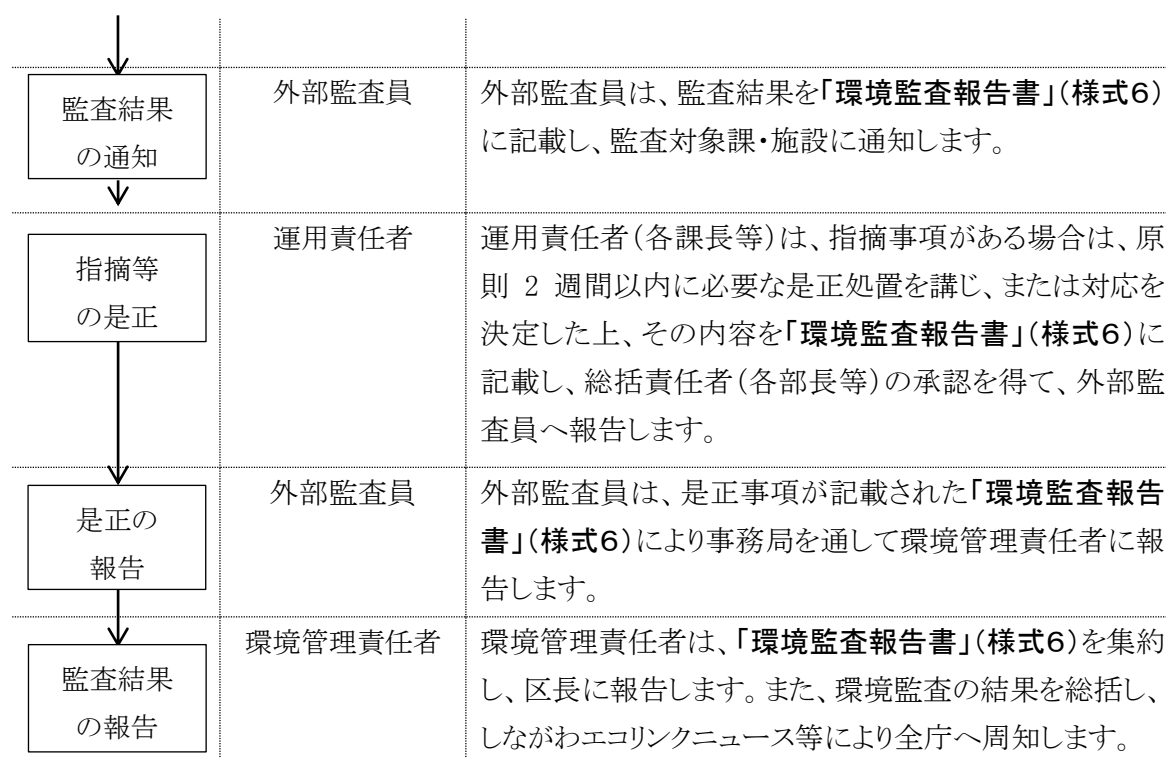 監査結果
の通知
外部監査員
外部監査員は、監査結果を「環境監査報告書」(様式6)
に記載し、監査対象課・施設に通知します。
指摘等
の是正
運用責任者
運用責任者(各課長等)は、指摘事項がある場合は、原
則 2 週間以内に必要な是正処置を講じ、または対応を
決定した上、その内容を「環境監査報告書」(様式6)に
記載し、総括責任者(各部長等)の承認を得て、外部監
査員へ報告します。
是正の
報告
外部監査員
外部監査員は、是正事項が記載された「環境監査報告
書」(様式6)により事務局を通して環境管理責任者に報
告します。
監査結果
の報告
環境管理責任者
環境管理責任者は、「環境監査報告書」(様式6)を集約
し、区長に報告します。また、環境監査の結果を総括し、
しながわエコリンクニュース等により全庁へ周知します。